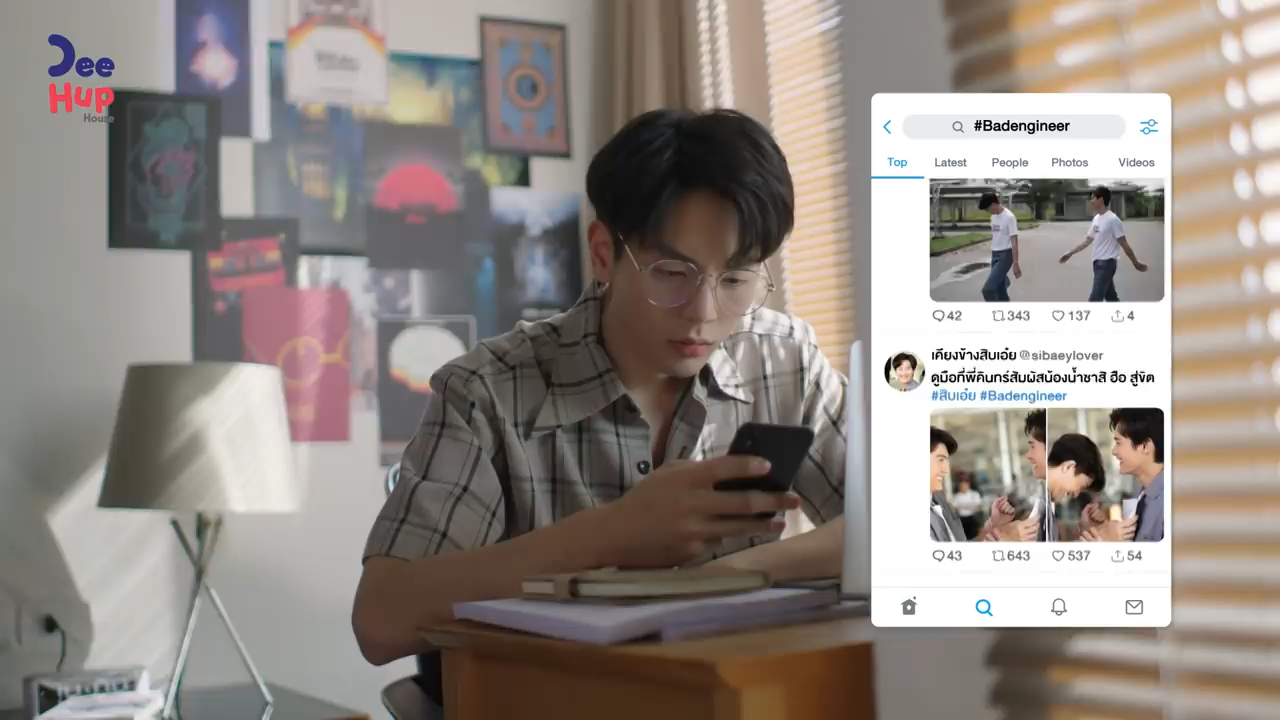 Dee
Hup
House
#Badengineer
Top Latest People Photos Videos
42 343 137 4
เคียงข้างสิบเอ๋ย @sibaeylover
ดูมือที่พี่คินทร์สัมผัสน้องน้ำชาสิ ฮือ สู่ขิต
#สิบเอ๋ย #Badengineer
43 643 537 54